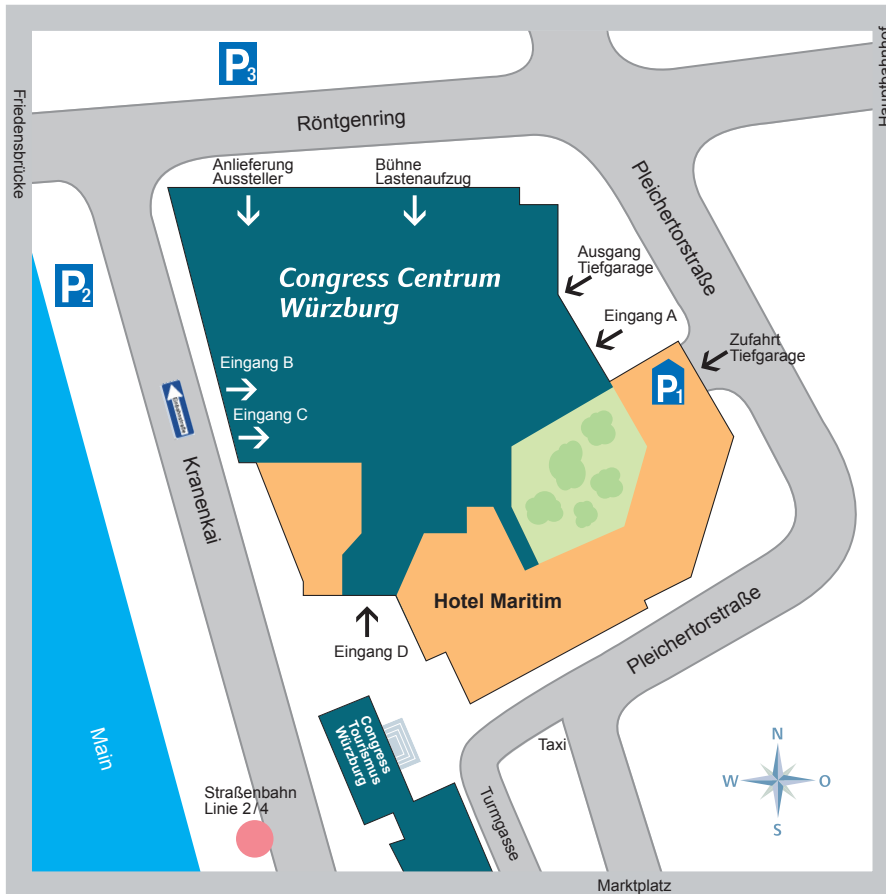 P3
Hauptbahnhof
Friedensbrücke
Röntgenring
Anlieferung
Aussteller
Bühne
Lastenaufzug
Pleichertorstraße
Ausgang
Tiefgarage
Congress Centrum
Würzburg
P2
Eingang A
Zufahrt
Tiefgarage
Eingang B
P1
Einbahnstraße
Eingang C
Kranenkai
Hotel Maritim
Pleichertorstraße
Eingang D
Main
Congress
Tourismus
Würzburg
Taxi
N
W
O
S
Straßenbahn
Linie 2/4
Turmgasse
Marktplatz